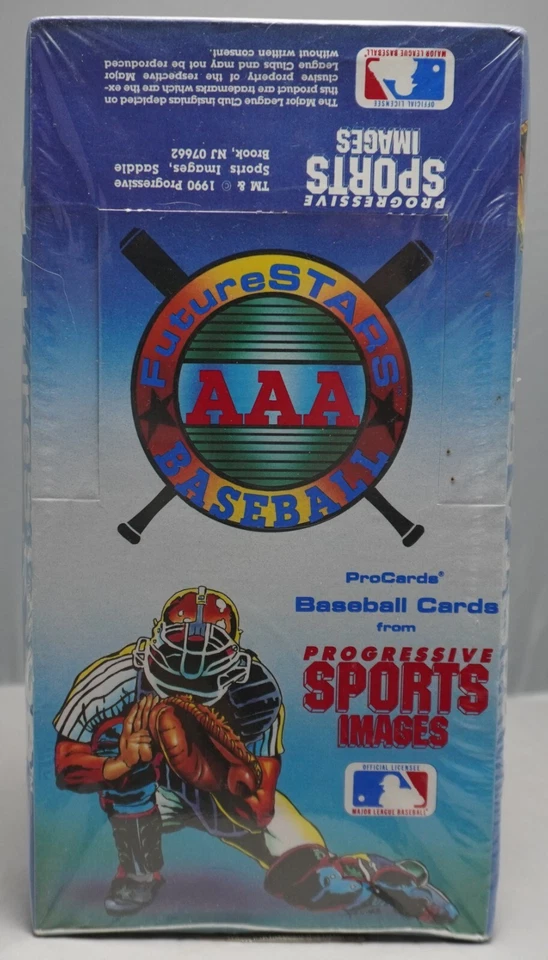 The Major League Club insignias depicted on
this product are trademarks which are the ex-
clusive property of the respective Major
League Clubs and may not be reproduced
without written consent.
OFFICIAL LICENSEE
MAJOR LEAGUE BASEBALL®
TM & © 1990 Progressive
Sports Images, Saddle
Brook, NJ 07662
PROGRESSIVE
SPORTS
IMAGES
FutureSTARS
AAA
BASEBALL
ProCards®
Baseball Cards
from
PROGRESSIVE
SPORTS
IMAGES
OFFICIAL LICENSEE
MAJOR LEAGUE BASEBALL®